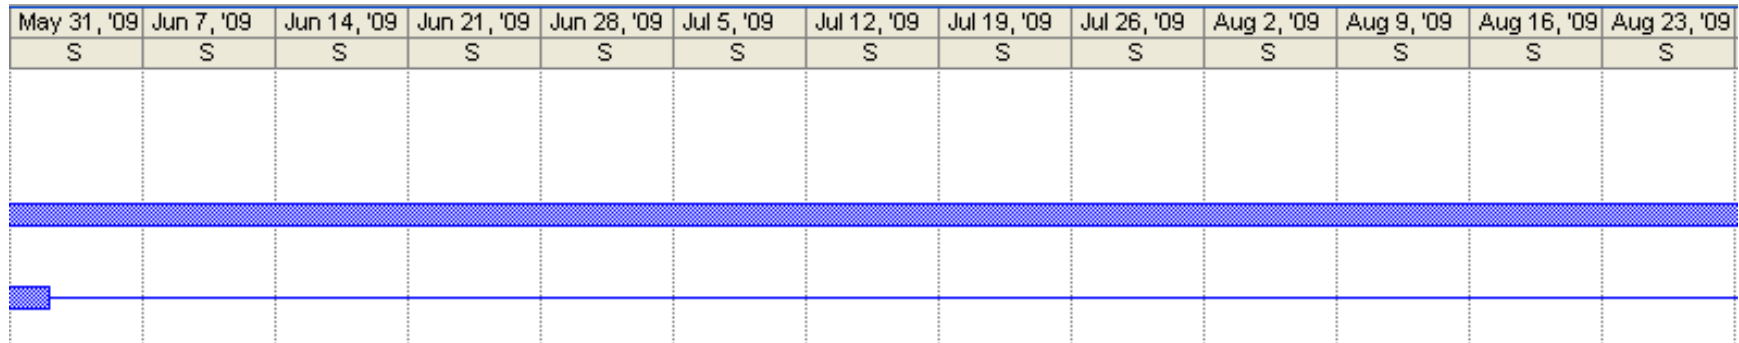 May 31, '09 Jun 7, '09 Jun 14, '09 Jun 21, '09 Jun 28, '09 Jul 5, '09 Jul 12, '09 Jul 19, '09 Jul 26, '09 Aug 2, '09 Aug 9, '09 Aug 16, '09 Aug 23, '09
S S S S S S S S S S S S S